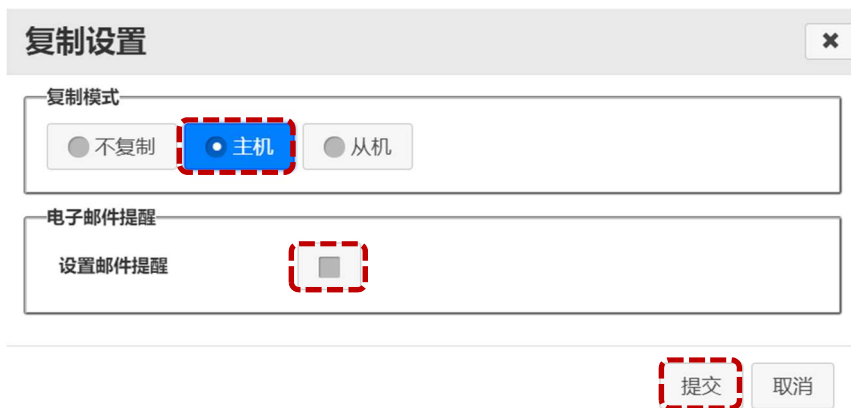 复制设置
复制模式
不复制 主机 从机
电子邮件提醒
设置邮件提醒
提交 取消